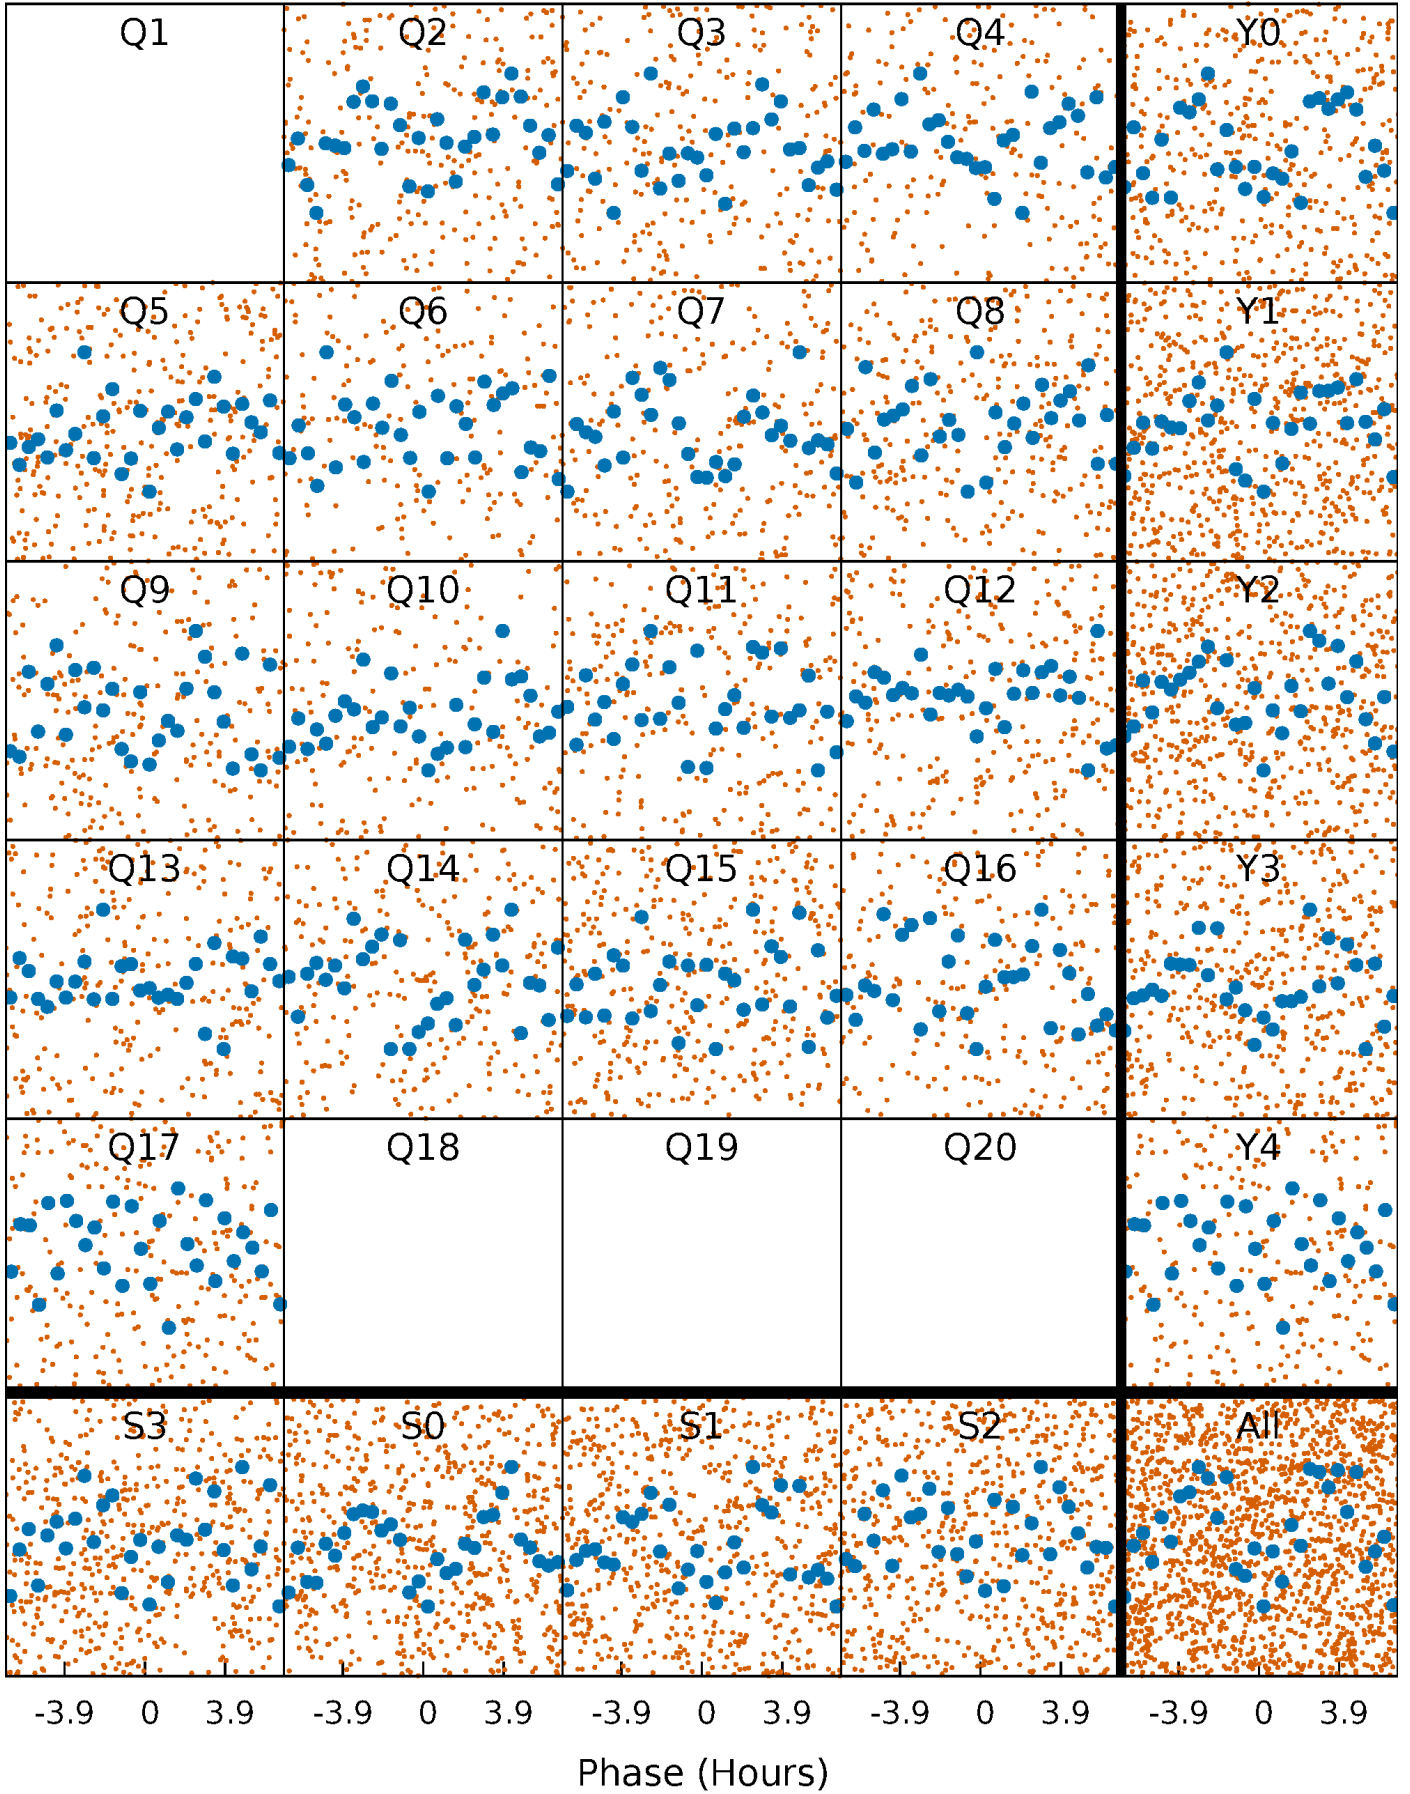 Q1 Q2 Q3 Q4 Y0
Q5 Q6 Q7 Q8 Y1
Q9 Q10 Q11 Q12 Y2
Q13 Q14 Q15 Q16 Y3
Q17 Q18 Q19 Q20 Y4
S3 S0 S1 S2 All
-3.9 0 3.9 -3.9 0 3.9 -3.9 0 3.9 -3.9 0 3.9 -3.9 0 3.9
Phase (Hours)